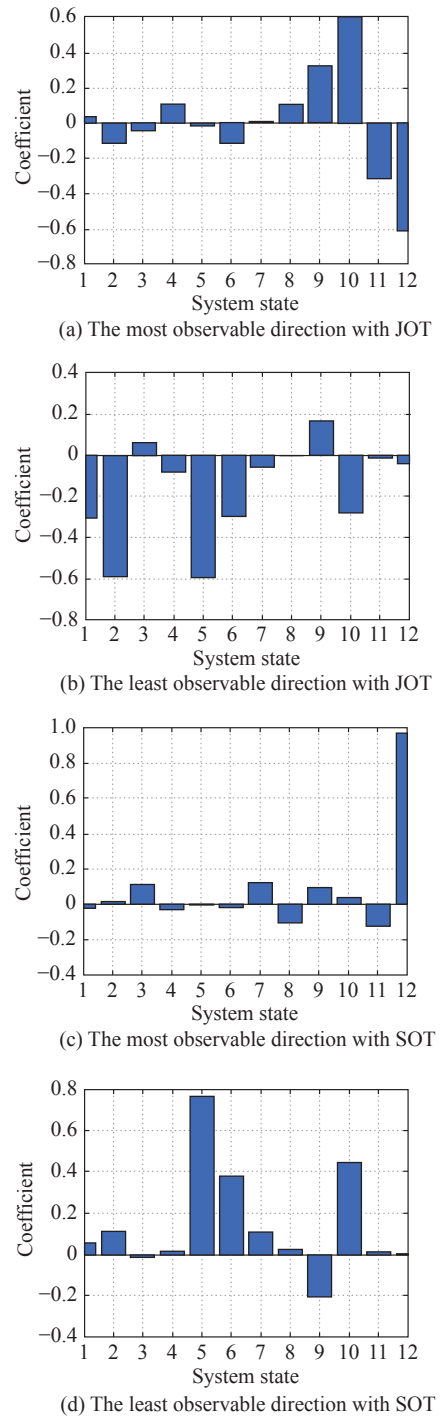 0.6
0.4
0.2
0
−0.2
−0.4
−0.6
−0.8
Coefficient
1 2 3 4 5 6 7 8 9 10 11 12
System state
(a) The most observable direction with JOT
0.4
0.2
0
−0.2
−0.4
−0.6
−0.8
Coefficient
1 2 3 4 5 6 7 8 9 10 11 12
System state
(b) The least observable direction with JOT
1.0
0.8
0.6
0.4
0.2
0
−0.2
−0.4
Coefficient
1 2 3 4 5 6 7 8 9 10 11 12
System state
(c) The most observable direction with SOT
0.8
0.6
0.4
0.2
0
−0.2
−0.4
Coefficient
1 2 3 4 5 6 7 8 9 10 11 12
System state
(d) The least observable direction with SOT